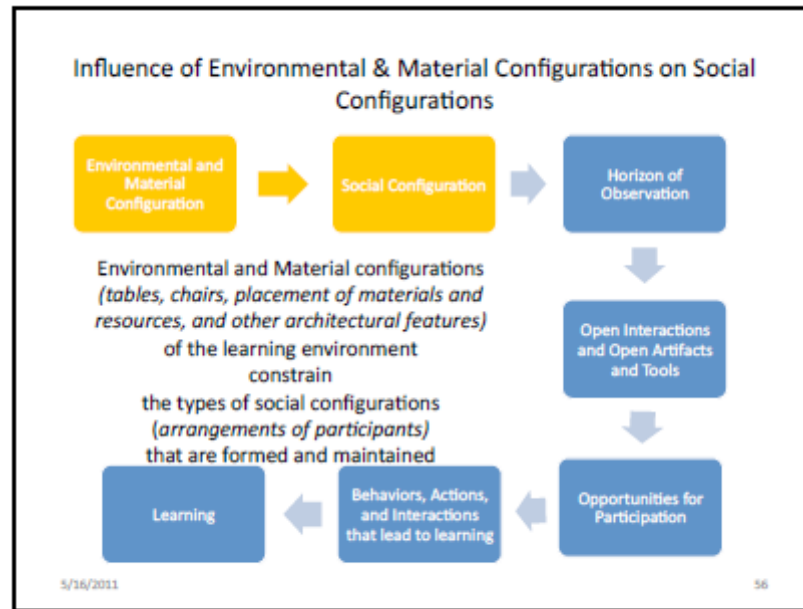 Influence of Environmental & Material Configurations on Social
Configurations
Environmental and
Material
Configuration
Social Configuration
Horizon of
Observation
Environmental and Material configurations
(tables, chairs, placement of materials and
resources, and other architectural features)
of the learning environment
constrain
the types of social configurations
(arrangements of participants)
that are formed and maintained
Open Interactions
and Open Artifacts
and Tools
Opportunities for
Participation
Behaviors, Actions,
and Interactions
that lead to learning
Learning
5/16/2011
56